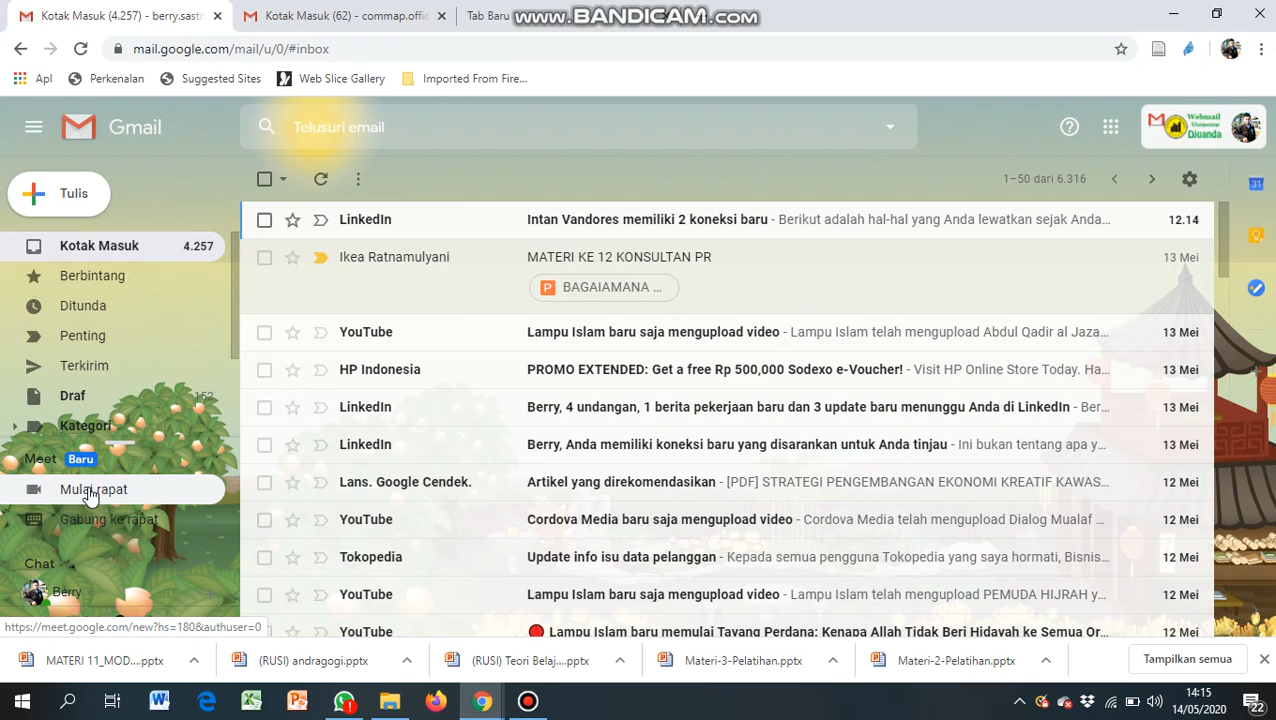 Kotak Masuk (4.257) - berry.sastr
Kotak Masuk (62) - commap.offic
Tab Baru
www.BANDICAM.com
mail.google.com/mail/u/0/#inbox
Apl
Perkenalan
Suggested Sites
Web Slice Gallery
Imported From Fire...
Gmail
Telusuri email
Webmail
Universitas
Djuanda
Tulis
1–50 dari 6.316
Kotak Masuk 4.257
Berbintang
Ditunda
Penting
Terkirim
Draf 152
Kategori
Meet Baru
Mulai rapat
Gabung ke rapat
Chat
Berry
LinkedIn Intan Vandores memiliki 2 koneksi baru - Berikut adalah hal-hal yang Anda lewatkan sejak Anda... 12.14
Ikea Ratnamulyani MATERI KE 12 KONSULTAN PR 13 Mei
P BAGAIAMANA ...
YouTube Lampu Islam baru saja mengupload video - Lampu Islam telah mengupload Abdul Qadir al Jaza... 13 Mei
HP Indonesia PROMO EXTENDED: Get a free Rp 500,000 Sodexo e-Voucher! - Visit HP Online Store Today. Ha... 13 Mei
LinkedIn Berry, 4 undangan, 1 berita pekerjaan baru dan 3 update baru menunggu Anda di LinkedIn - Ber... 13 Mei
LinkedIn Berry, Anda memiliki koneksi baru yang disarankan untuk Anda tinjau - Ini bukan tentang apa y... 13 Mei
Lans. Google Cendek. Artikel yang direkomendasikan - [PDF] STRATEGI PENGEMBANGAN EKONOMI KREATIF KAWAS... 12 Mei
YouTube Cordova Media baru saja mengupload video - Cordova Media telah mengupload Dialog Mualaf ... 12 Mei
Tokopedia Update info isu data pelanggan - Kepada semua pengguna Tokopedia yang saya hormati, Bisnis... 12 Mei
YouTube Lampu Islam baru saja mengupload video - Lampu Islam telah mengupload PEMUDA HIJRAH y... 12 Mei
YouTube Lampu Islam baru memulai Tayang Perdana: Kenapa Allah Tidak Beri Hidayah ke Semua Or... 12 Mei
31
https://meet.google.com/new?hs=180&authuser=0
MATERI 11_MOD....pptx
(RUSI) andragogi.pptx
(RUSI) Teori Belaj....pptx
Materi-3-Pelatihan.pptx
Materi-2-Pelatihan.pptx
Tampilkan semua
14:15
14/05/2020
22